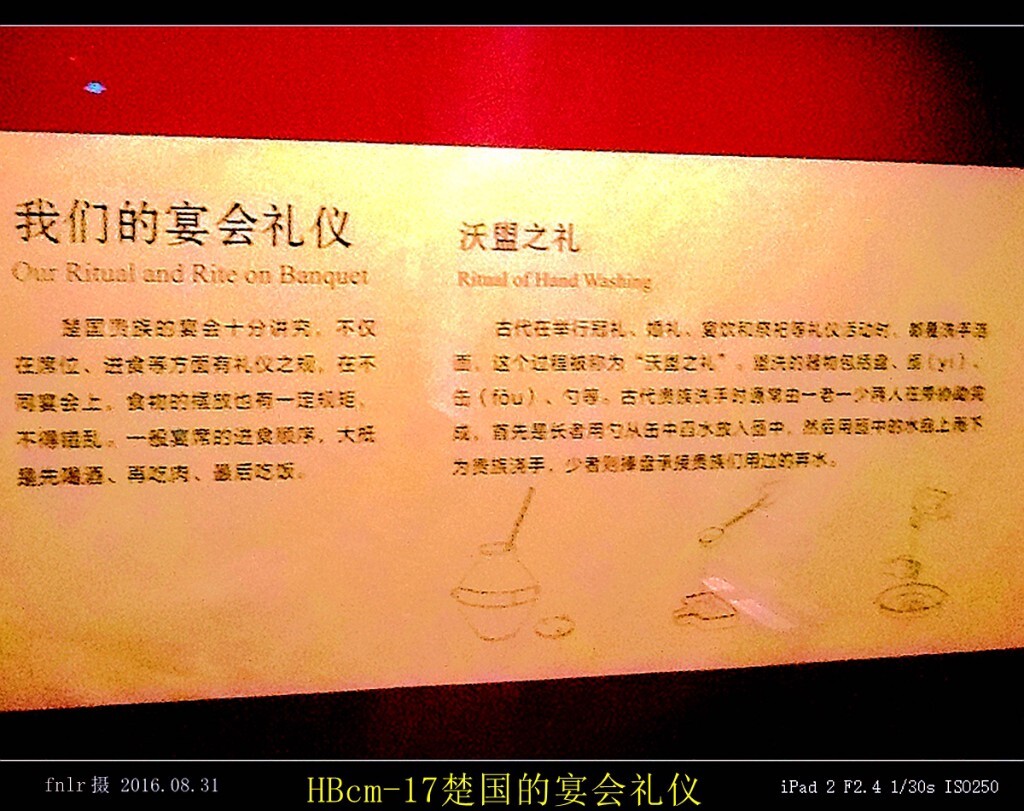 我们的宴会礼仪
Our Ritual and Rite on Banquet
楚国贵族的宴会十分讲究，不仅
在席位、进食等方面有礼仪之规，在不
同宴会上，食物的摆放也有一定规矩，
不得错乱。一般宴席的进食顺序，大抵
是先喝酒、再吃肉、最后吃饭。
沃盥之礼
Ritual of Hand Washing
古代在举行冠礼、婚礼、宴饮和祭祀等礼仪活动时，都要洗手洁
面，这个过程被称为“沃盥之礼”。盥洗的器物包括盘、匜（yí）、
缶（fǒu）、勺等。古代贵族洗手时通常由一老一少两人在旁协助完
成，首先是长者用勺从缶中舀水放入匜中，然后用匜中的水自上而下
为贵族浇手，少者则捧盘承接贵族们用过的弃水。
fnlr摄 2016.08.31
HBcm-17楚国的宴会礼仪
iPad 2 F2.4 1/30s ISO250